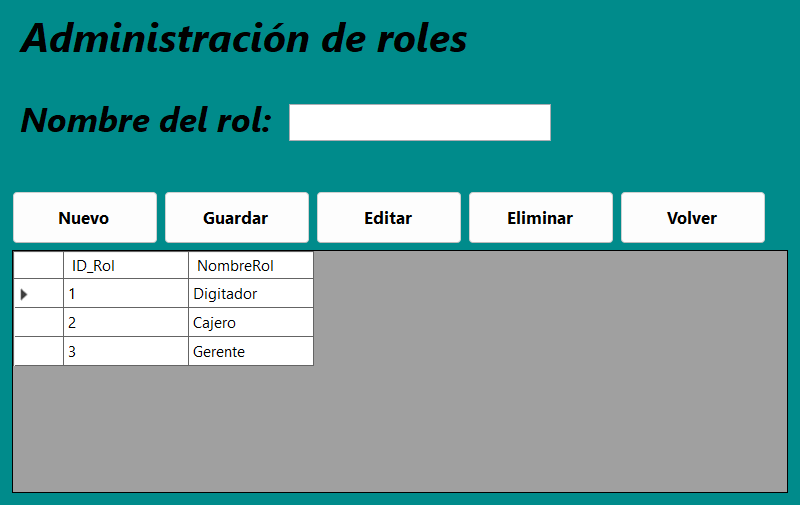 Administración de roles
Nombre del rol:
Nuevo Guardar Editar Eliminar Volver
ID_Rol NombreRol
1 Digitador
2 Cajero
3 Gerente